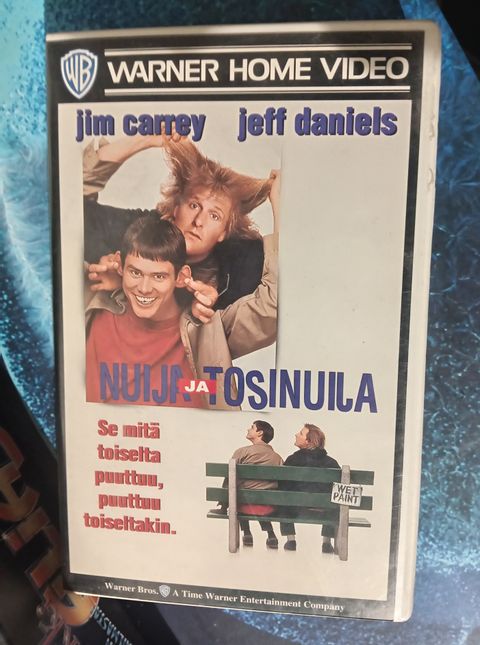 WB WARNER HOME VIDEO
jim carrey jeff daniels
NUIJA JA TOSINUIJA
Se mitä
toiselta
puuttuu,
puuttuu
toiseltakin.
WET
PAINT
Warner Bros. WB A Time Warner Entertainment Company